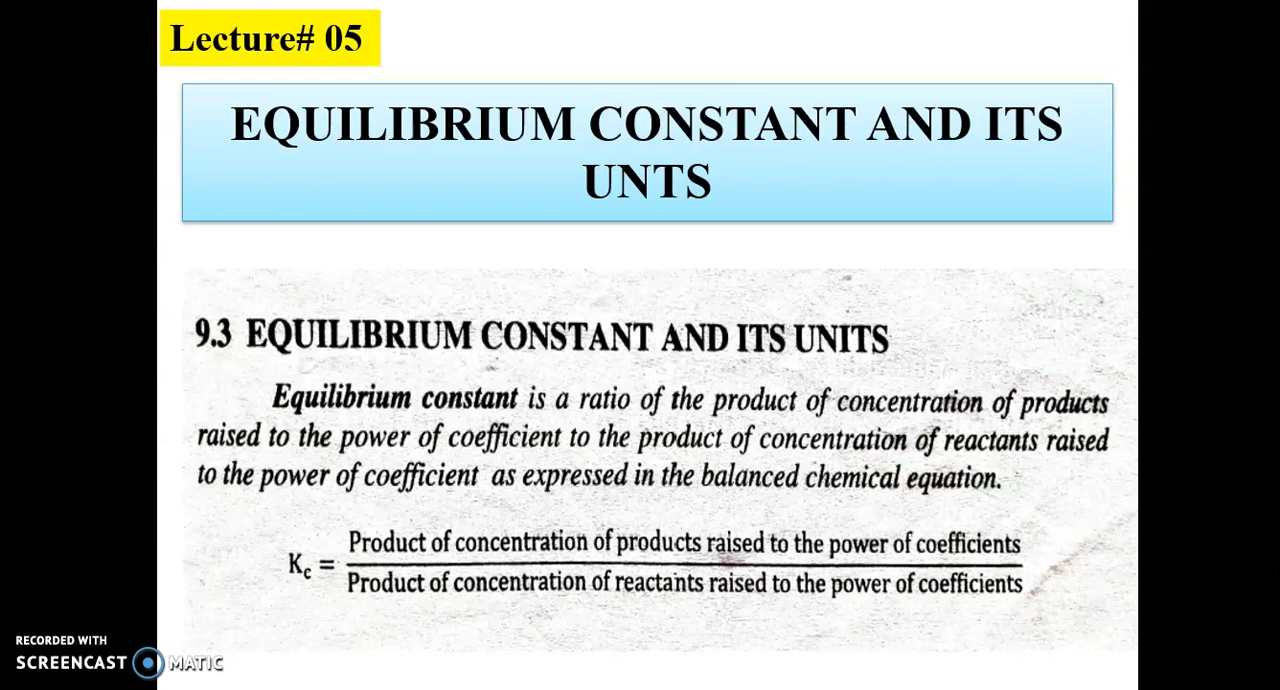 Lecture# 05
EQUILIBRIUM CONSTANT AND ITS
UNTS
9.3 EQUILIBRIUM CONSTANT AND ITS UNITS
Equilibrium constant is a ratio of the product of concentration of products
raised to the power of coefficient to the product of concentration of reactants raised
to the power of coefficient as expressed in the balanced chemical equation.
Product of concentration of products raised to the power of coefficients
Kc =
Product of concentration of reactants raised to the power of coefficients
RECORDED WITH
SCREENCAST MATIC